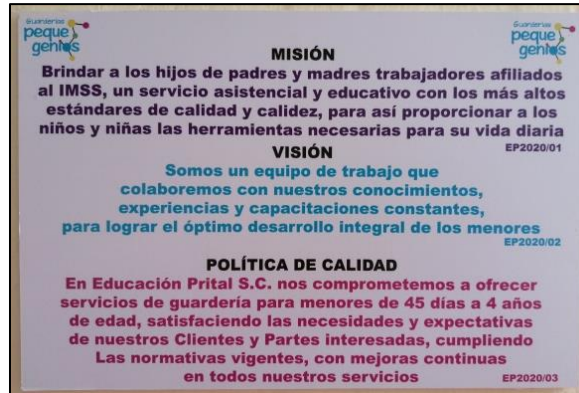 Guarderías
peque
genios
Guarderías
peque
genios
MISIÓN
Brindar a los hijos de padres y madres trabajadores afiliados
al IMSS, un servicio asistencial y educativo con los más altos
estándares de calidad y calidez, para así proporcionar a los
niños y niñas las herramientas necesarias para su vida diaria
EP2020/01
VISIÓN
Somos un equipo de trabajo que
colaboremos con nuestros conocimientos,
experiencias y capacitaciones constantes,
para lograr el óptimo desarrollo integral de los menores
EP2020/02
POLÍTICA DE CALIDAD
En Educación Prital S.C. nos comprometemos a ofrecer
servicios de guardería para menores de 45 días a 4 años
de edad, satisfaciendo las necesidades y expectativas
de nuestros Clientes y Partes interesadas, cumpliendo
Las normativas vigentes, con mejoras continuas
en todos nuestros servicios
EP2020/03